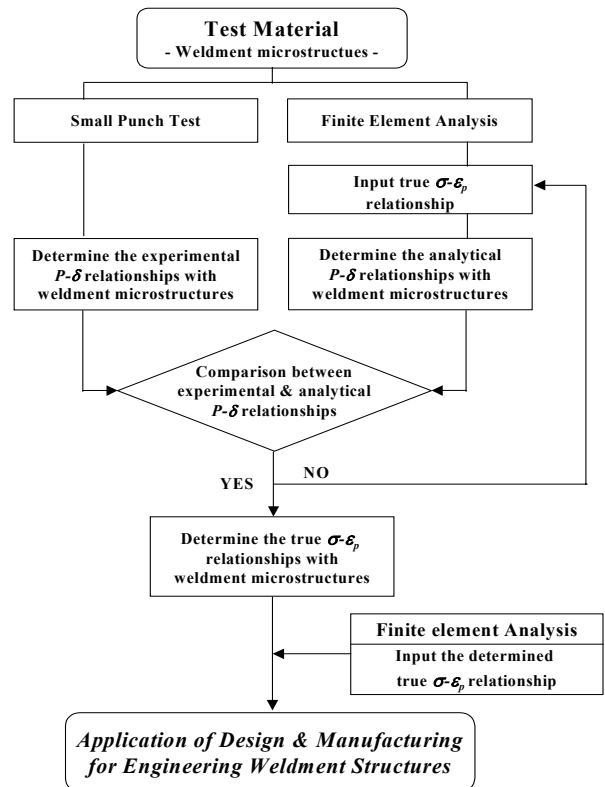 Test Material
- Weldment microstructues -
Small Punch Test
Finite Element Analysis
Input true σ-εp
relationship
Determine the experimental
P-δ relationships with
weldment microstructures
Determine the analytical
P-δ relationships with
weldment microstructures
Comparison between
experimental & analytical
P-δ relationships
YES
NO
Determine the true σ-εp
relationships with
weldment microstructures
Finite element Analysis
Input the determined
true σ-εp relationship
Application of Design & Manufacturing
for Engineering Weldment Structures